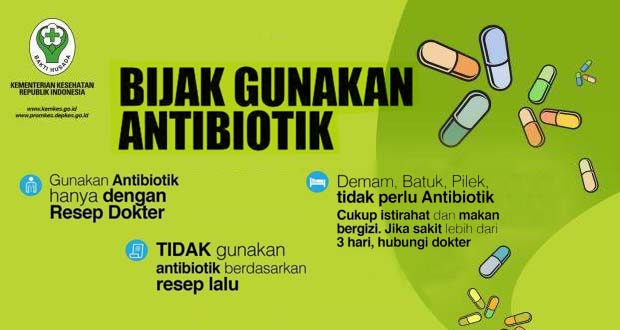 BAKTI HUSADA
KEMENTERIAN KESEHATAN
REPUBLIK INDONESIA
www.kemkes.go.id
www.promkes.depkes.go.id
BIJAK GUNAKAN
ANTIBIOTIK
Gunakan Antibiotik
hanya dengan
Resep Dokter
TIDAK gunakan
antibiotik berdasarkan
resep lalu
Demam, Batuk, Pilek,
tidak perlu Antibiotik
Cukup istirahat dan makan
bergizi. Jika sakit lebih dari
3 hari, hubungi dokter